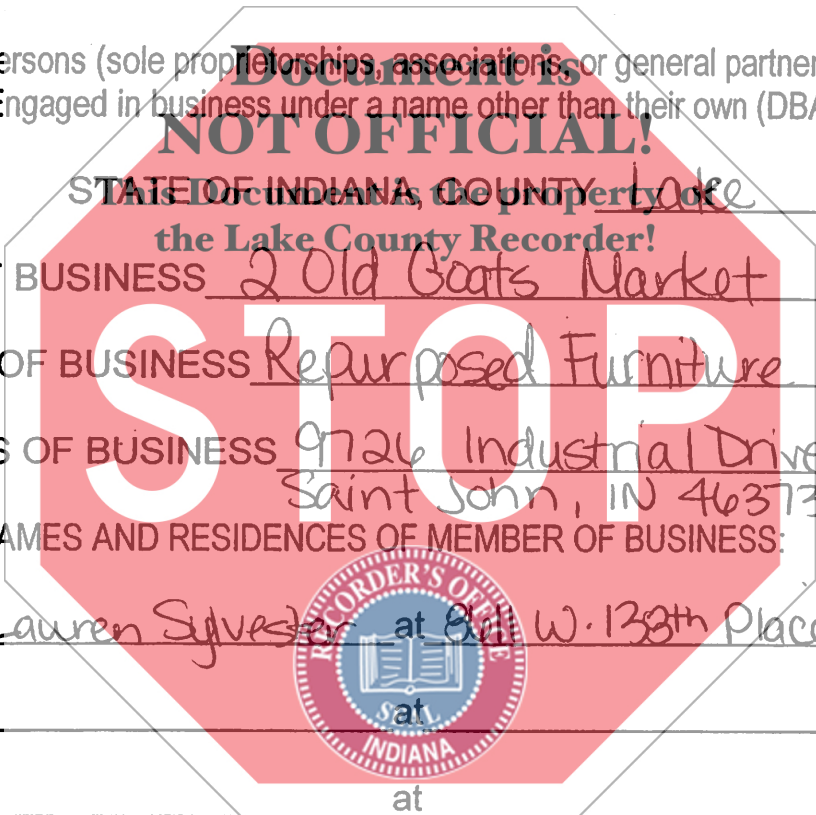 ersons (sole proprietorships, associations, or general partner
ngaged in business under a name other than their own (DBA
Document is
NOT OFFICIAL!
This Document is the property of
the Lake County Recorder!
STATE OF INDIANA, COUNTY Lake
BUSINESS 2 Old Goats Market
OF BUSINESS Repurposed Furniture
S OF BUSINESS 9726 Industrial Drive
Saint John, IN 46373
STOP
AMES AND RESIDENCES OF MEMBER OF BUSINESS:
Lauren Sylvester at W. 138th Place
at
at
RECORDER'S OFFICE
SEAL
INDIANA